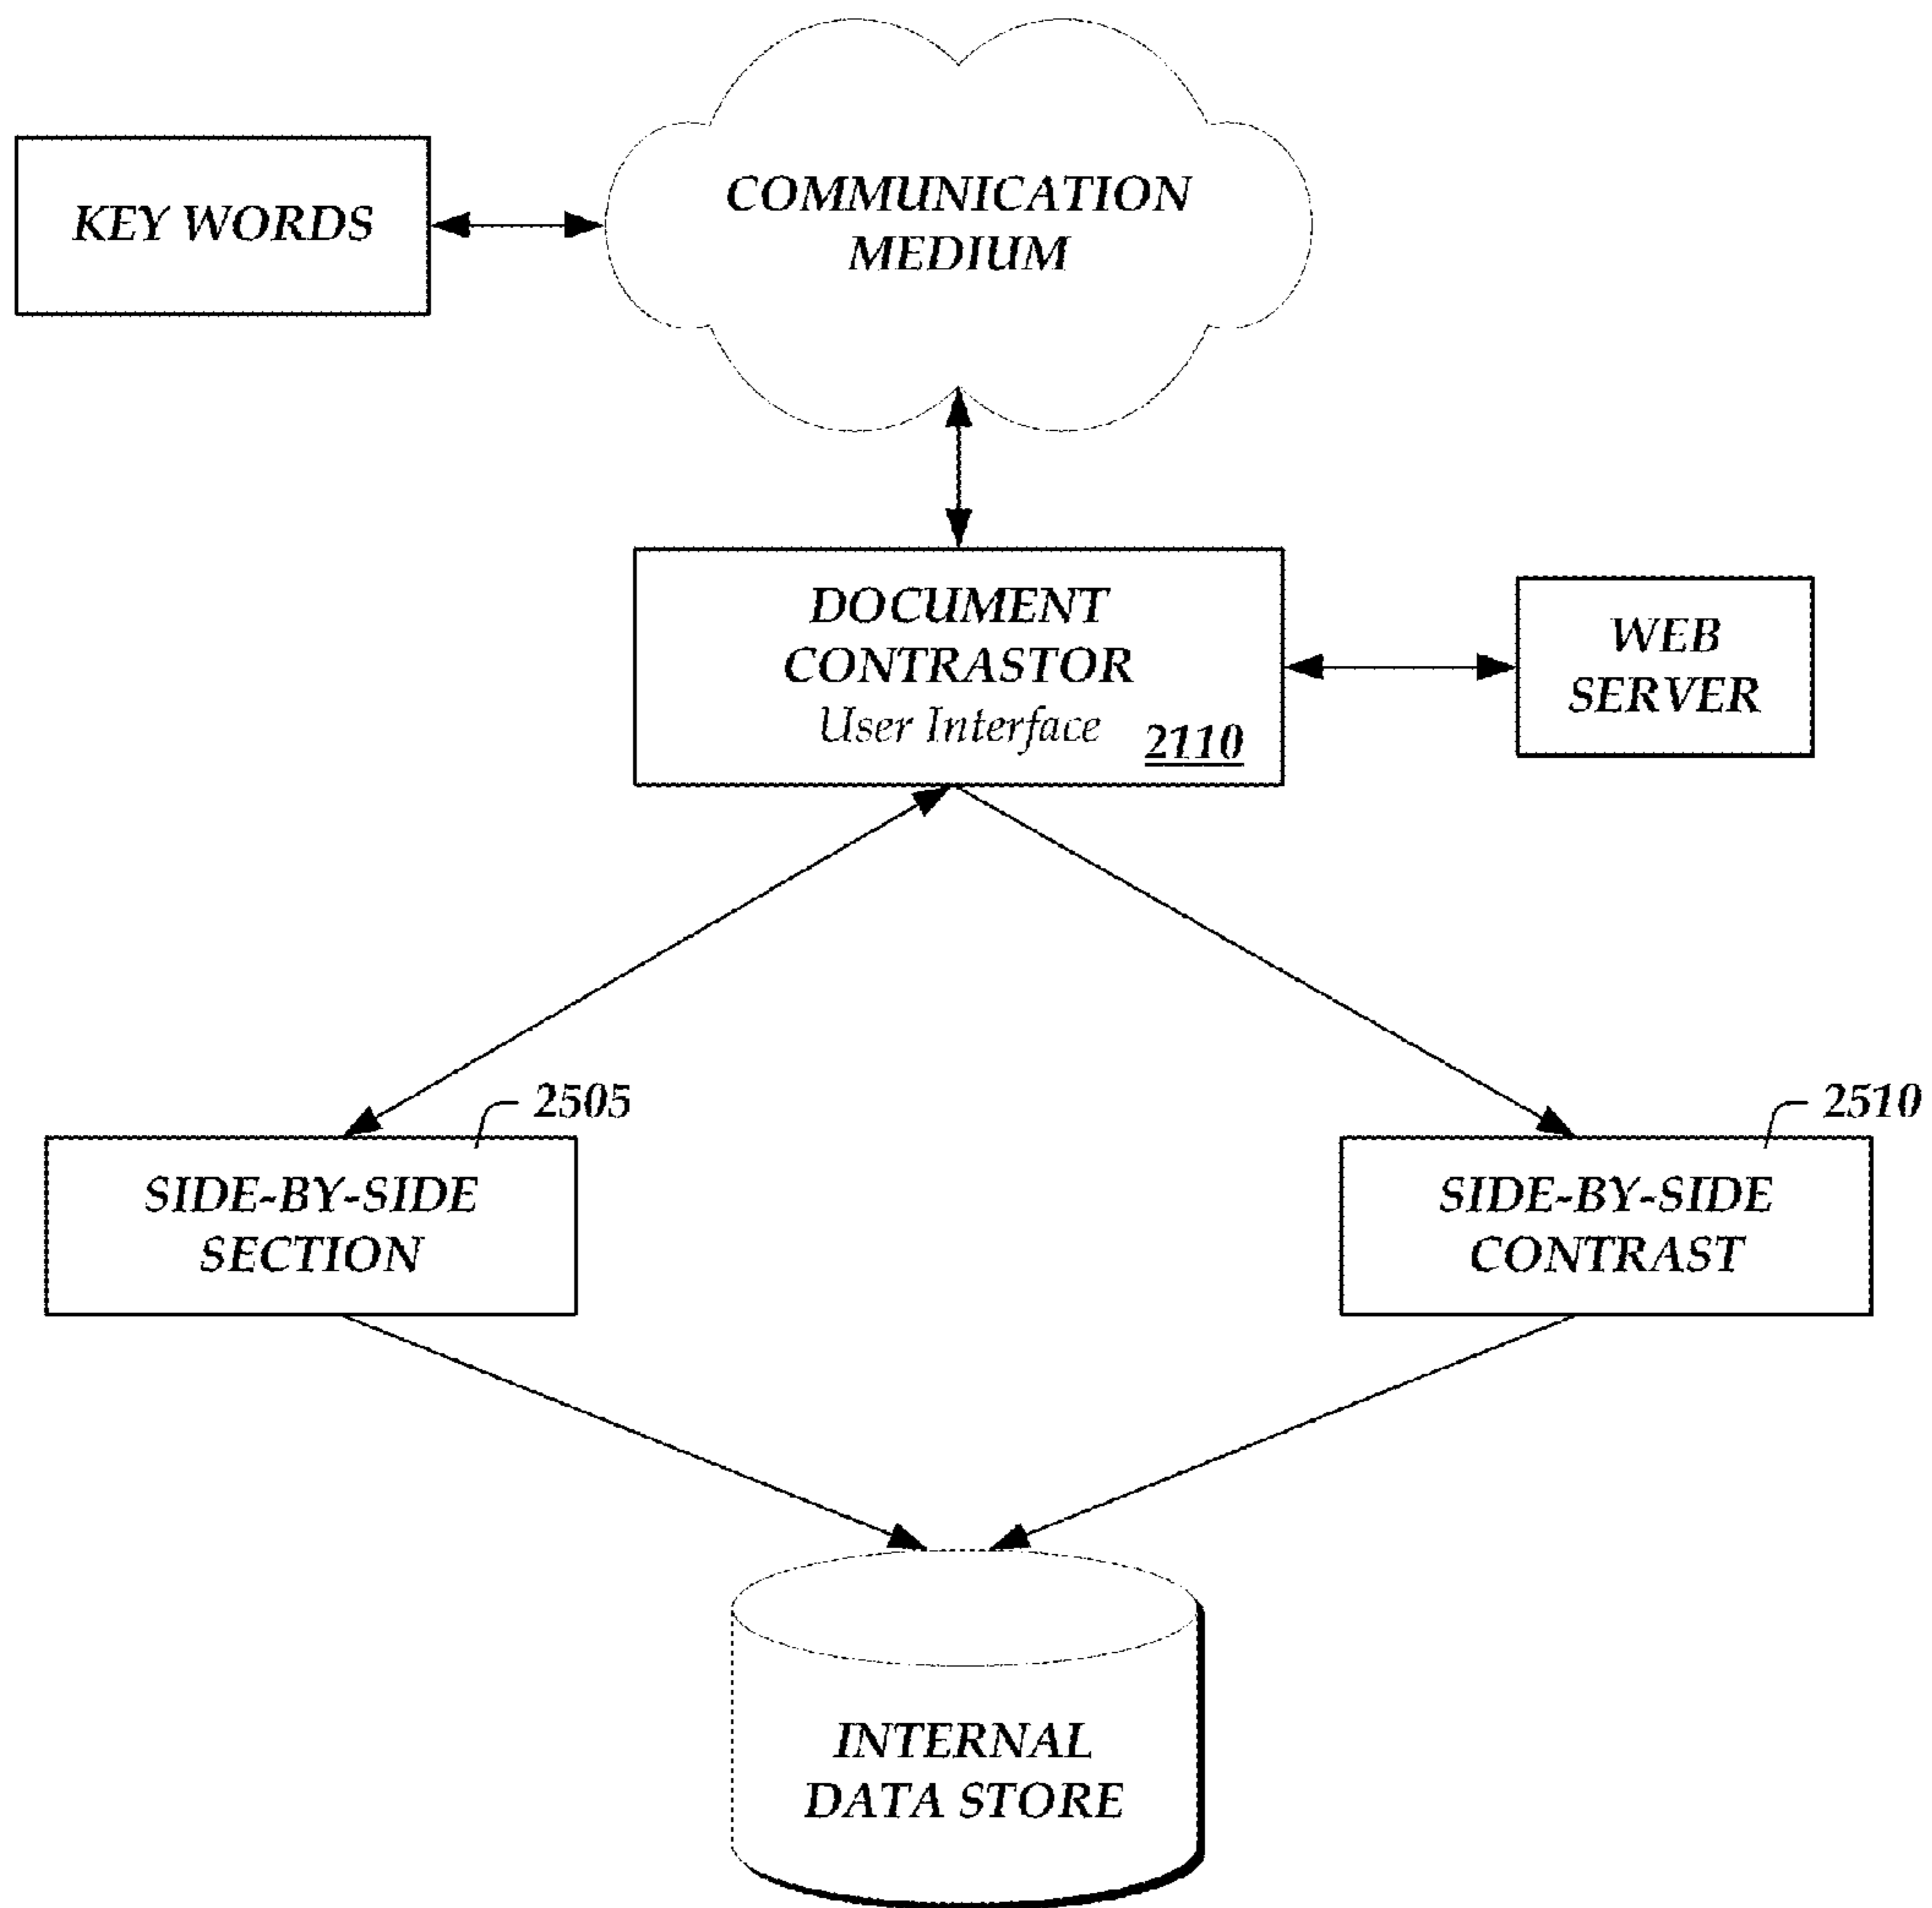 COMMUNICATION
MEDIUM
KEY WORDS
DOCUMENT
CONTRASTOR
User Interface
2110
WEB
SERVER
2505
SIDE-BY-SIDE
SECTION
2510
SIDE-BY-SIDE
CONTRAST
INTERNAL
DATA STORE